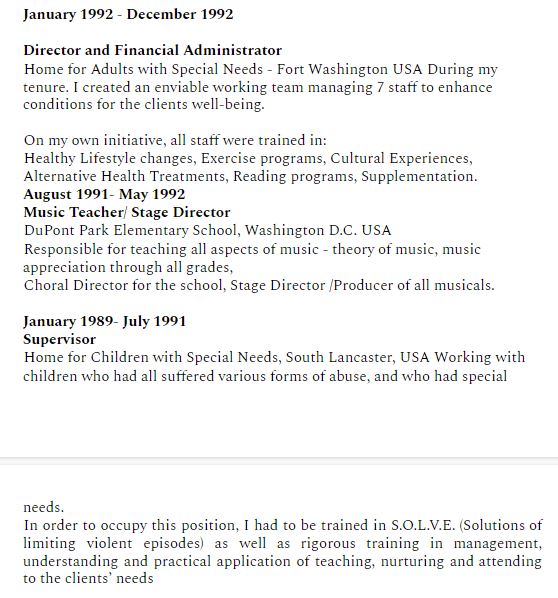 January 1992 - December 1992
Director and Financial Administrator
Home for Adults with Special Needs - Fort Washington USA During my
tenure. I created an enviable working team managing 7 staff to enhance
conditions for the clients well-being.
On my own initiative, all staff were trained in:
Healthy Lifestyle changes, Exercise programs, Cultural Experiences,
Alternative Health Treatments, Reading programs, Supplementation.
August 1991- May 1992
Music Teacher/ Stage Director
DuPont Park Elementary School, Washington D.C. USA
Responsible for teaching all aspects of music - theory of music, music
appreciation through all grades,
Choral Director for the school, Stage Director /Producer of all musicals.
January 1989- July 1991
Supervisor
Home for Children with Special Needs, South Lancaster, USA Working with
children who had all suffered various forms of abuse, and who had special
needs.
In order to occupy this position, I had to be trained in S.O.L.V.E. (Solutions of
limiting violent episodes) as well as rigorous training in management,
understanding and practical application of teaching, nurturing and attending
to the clients' needs